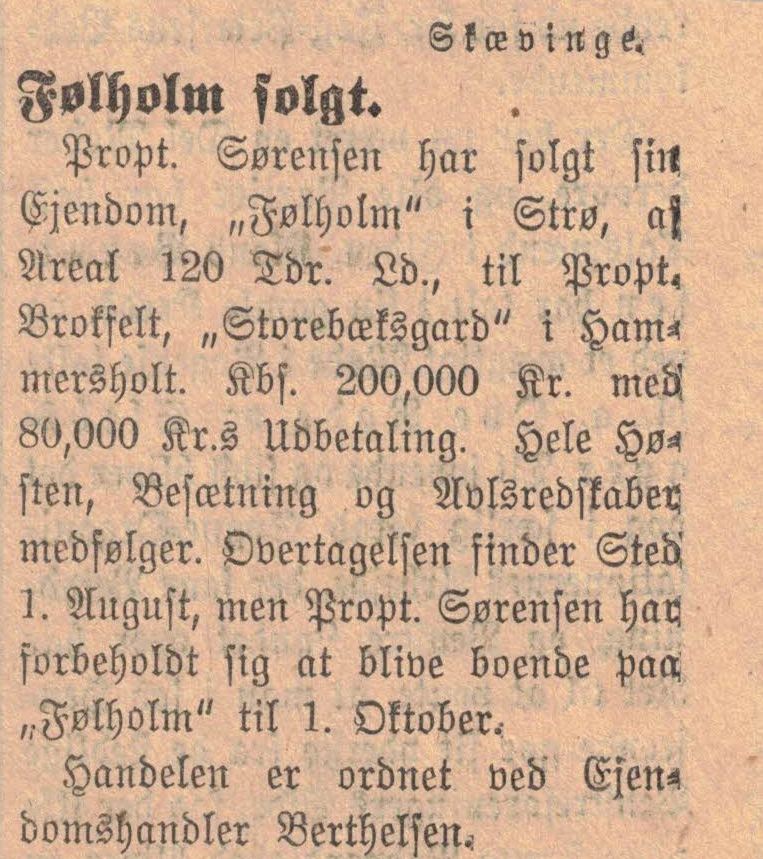 Skævinge.
Følholm solgt.
Propt. Sørensen har solgt sin
Ejendom, „Følholm“ i Strø, af
Areal 120 Tdr. Ld., til Propt.
Brokfelt, „Storebæksgard“ i Ham-
mersholt. Kbs. 200,000 Kr. med
80,000 Kr.s Udbetaling. Hele Hø-
sten, Besætning og Avlsredskaber
medfølger. Overtagelsen finder Sted
1. August, men Propt. Sørensen har
forbeholdt sig at blive boende paa
„Følholm“ til 1. Oktober.
Handelen er ordnet ved Ejen-
domshandler Berthelsen.